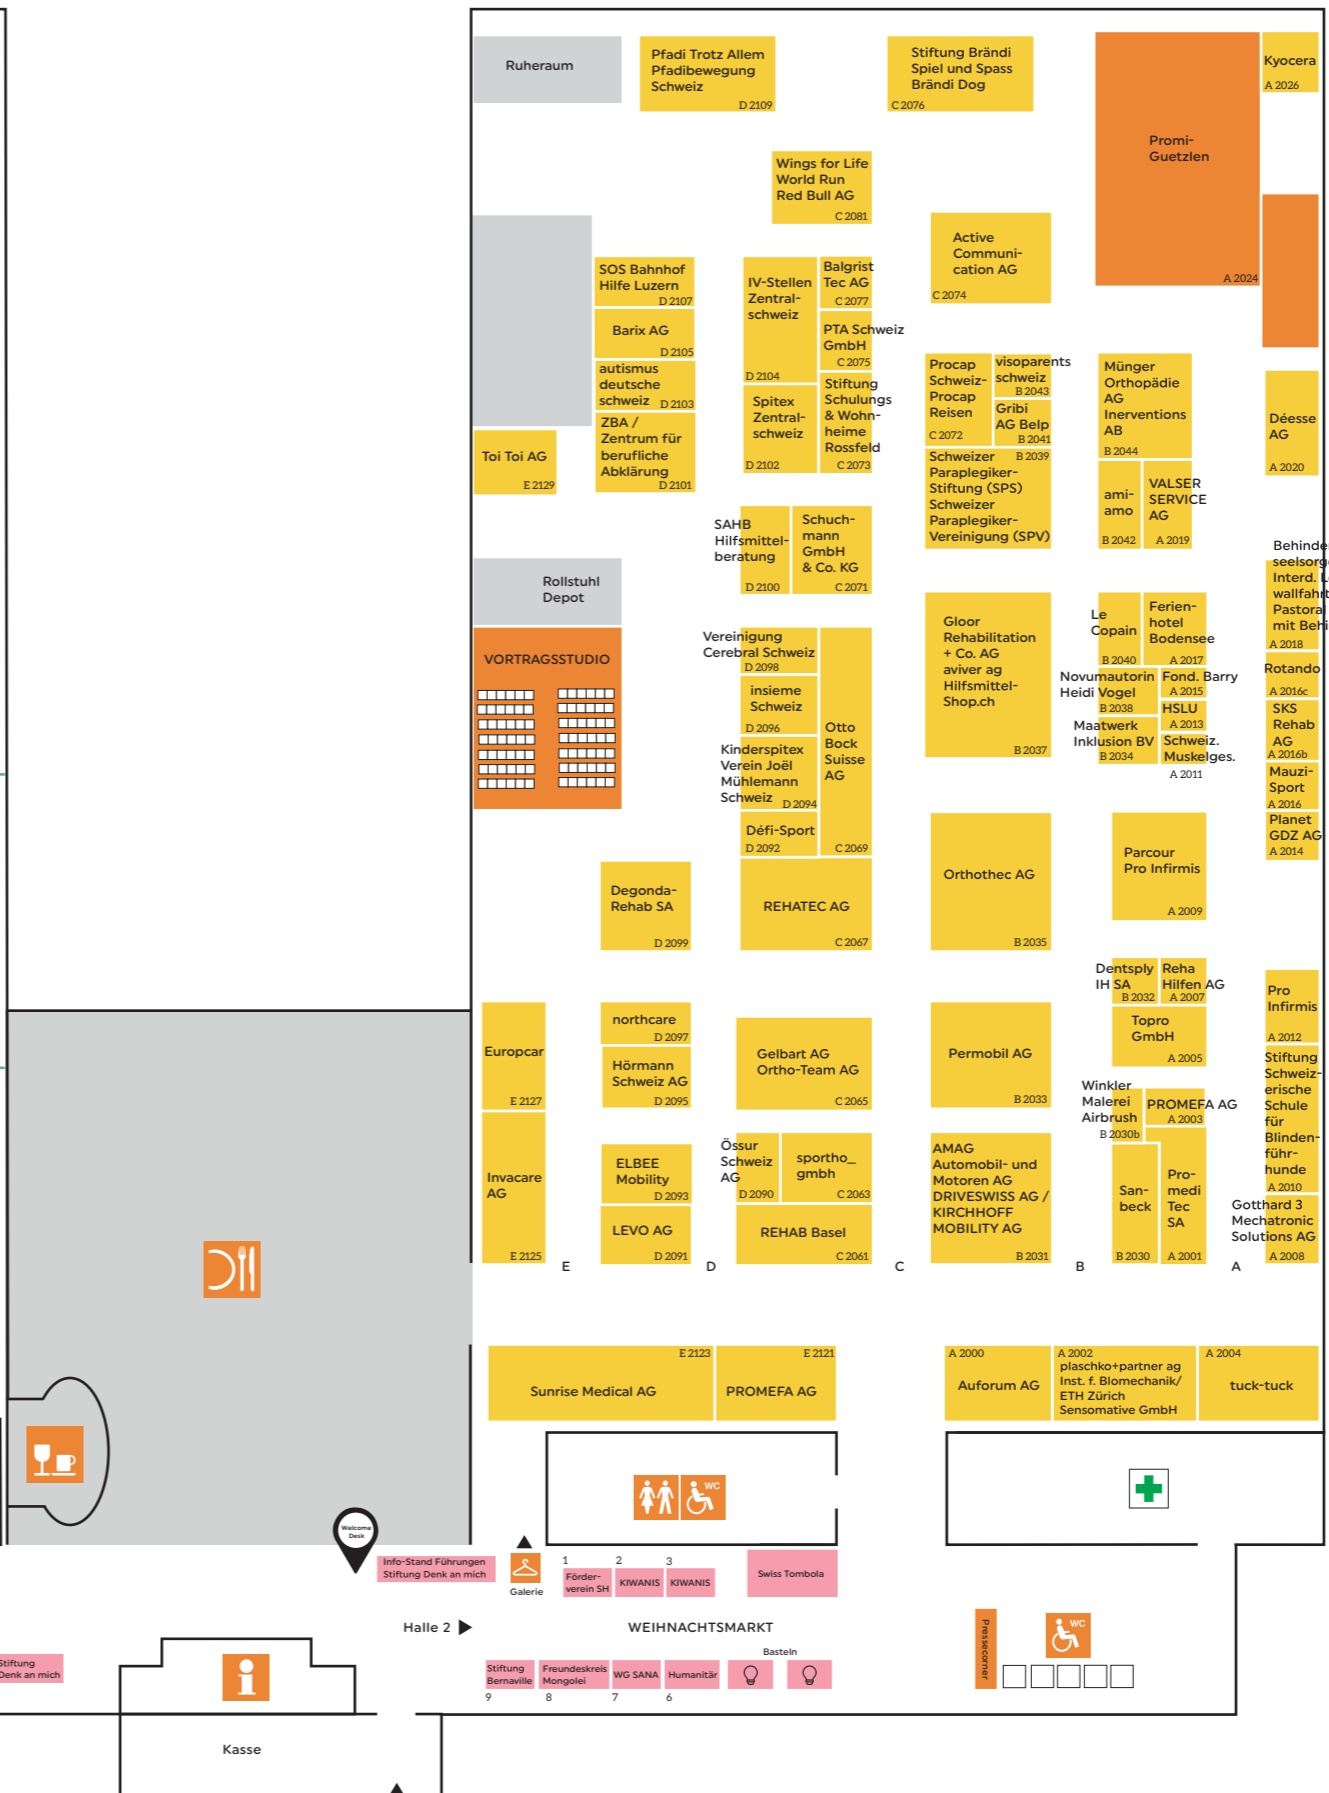 Ruheraum
Pfadi Trotz Allem
Pfadibewegung
Schweiz
D 2109
Stiftung Brändi
Spiel und Spass
Brändi Dog
C 2076
Promi-
Guetzlen
A 2024
Kyocera
A 2026
Wings for Life
World Run
Red Bull AG
C 2081
Active
Communi-
cation AG
C 2074
SOS Bahnhof
Hilfe Luzern
D 2107
Barix AG
D 2105
autismus
deutsche
schweiz
D 2103
ZBA /
Zentrum für
berufliche
Abklärung
D 2101
Toi Toi AG
E 2129
IV-Stellen
Zentral-
schweiz
D 2104
Spitex
Zentral-
schweiz
D 2102
Balgrist
Tec AG
C 2077
PTA Schweiz
GmbH
C 2075
Stiftung
Schulungs
& Wohn-
heime
Rossfeld
C 2073
Procap
Schweiz-
Procap
Reisen
C 2072
visoparents
schweiz
B 2043
Gribi
AG Belp
B 2041
Schweizer
B 2039
Paraplegiker-
Stiftung (SPS)
Schweizer
Paraplegiker-
Vereinigung (SPV)
Münger
Orthopädie
AG
Inerventions
AB
B 2044
ami-
amo
B 2042
VALSER
SERVICE
AG
A 2019
Déesse
AG
A 2020
SAHB
Hilfsmittel-
beratung
D 2100
Schuch-
mann
GmbH
& Co. KG
C 2071
Rollstuhl
Depot
VORTRAGSSTUDIO
Vereinigung
Cerebral Schweiz
D 2098
insieme
Schweiz
D 2096
Kinderspitex
Verein Joël
Mühlemann
Schweiz
D 2094
Défi-Sport
D 2092
Otto
Bock
Suisse
AG
C 2069
Gloor
Rehabilitation
+ Co. AG
aviver ag
Hilfsmittel-
Shop.ch
B 2037
Le
Copain
B 2040
Ferien-
hotel
Bodensee
A 2017
Novumautorin
Heidi Vogel
B 2038
Fond. Barry
A 2015
HSLU
A 2013
Maatwerk
Inklusion BV
B 2034
Schweiz.
Muskelges.
A 2011
Interd.
Pastoral
A 2018
Rotando
A 2016c
SKS
Rehab
AG
A 2016b
Mauzi-
Sport
A 2016
Planet
GDZ AG
A 2014
Degonda-
Rehab SA
D 2099
REHATEC AG
C 2067
Orthothec AG
B 2035
Parcour
Pro Infirmis
A 2009
Europcar
E 2127
northcare
D 2097
Hörmann
Schweiz AG
D 2095
Gelbart AG
Ortho-Team AG
C 2065
Permobil AG
B 2033
Dentsply
IH SA
B 2032
Reha
Hilfen AG
A 2007
Topro
GmbH
A 2005
Pro
Infirmis
A 2012
Stiftung
Schweiz-
erische
Schule
für
Blinden-
führ-
hunde
A 2010
Invacare
AG
E 2125
ELBEE
Mobility
D 2093
LEVO AG
D 2091
Össur
Schweiz
AG
D 2090
sportho_
gmbh
C 2063
REHAB Basel
C 2061
AMAG
Automobil- und
Motoren AG
DRIVESWISS AG /
KIRCHHOFF
MOBILITY AG
B 2031
Winkler
Malerei
Airbrush
B 2030b
PROMEFA AG
A 2003
San-
beck
B 2030
Pro-
medi
Tec
SA
A 2001
Gotthard 3
Mechatronic
Solutions AG
A 2008
E
D
C
B
A
E 2123
Sunrise Medical AG
E 2121
PROMEFA AG
A 2000
Auforum AG
A 2002
plaschko+partner ag
Inst. f. Blomechanik/
ETH Zürich
Sensomative GmbH
A 2004
tuck-tuck
WC
Welcome
Desk
Info-Stand Führungen
Stiftung Denk an mich
Galerie
1
Förder-
verein SH
2
KIWANIS
3
KIWANIS
Swiss Tombola
Halle 2
WEIHNACHTSMARKT
Basteln
Stiftung
Bernaville
9
Freundeskreis
Mongolei
8
WG SANA
7
Humanitär
6
Pressecorner
WC
Stiftung
Denk an mich
Kasse